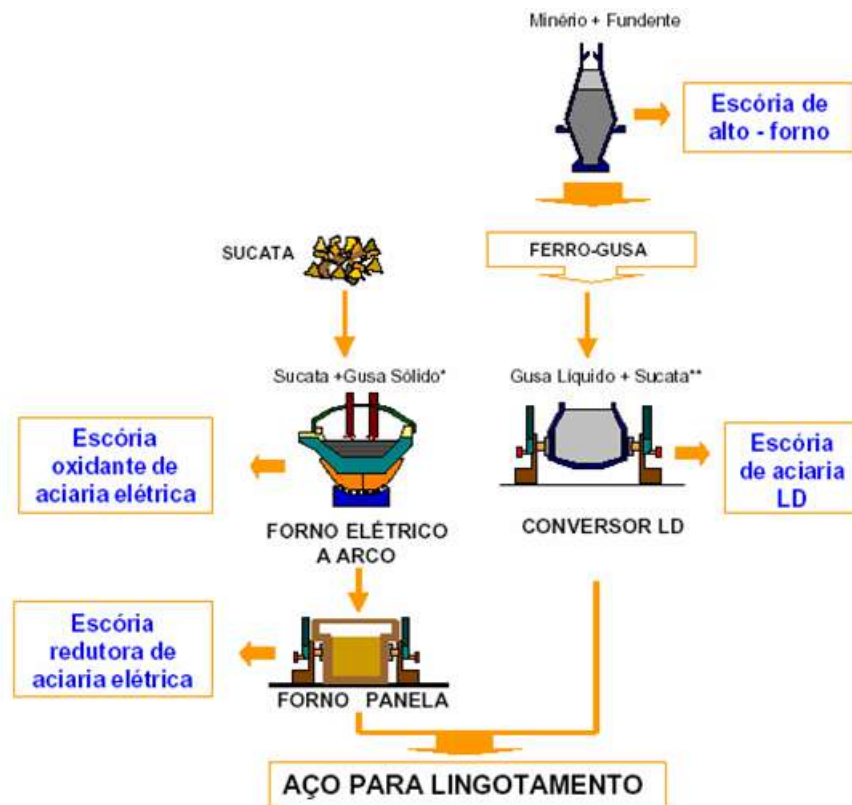 Minério + Fundente
Escória de
alto - forno
SUCATA
FERRO-GUSA
Sucata +Gusa Sólido*
Gusa Líquido + Sucata**
Escória
oxidante de
aciaria elétrica
Escória
de aciaria
LD
FORNO ELÉTRICO
A ARCO
CONVERSOR LD
Escória
redutora de
aciaria elétrica
FORNO PANELA
AÇO PARA LINGOTAMENTO